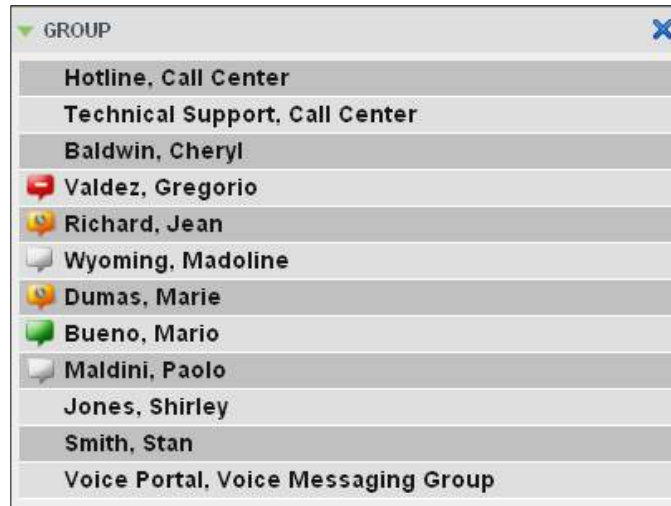 GROUP
Hotline, Call Center
Technical Support, Call Center
Baldwin, Cheryl
Valdez, Gregorio
Richard, Jean
Wyoming, Madoline
Dumas, Marie
Bueno, Mario
Maldini, Paolo
Jones, Shirley
Smith, Stan
Voice Portal, Voice Messaging Group